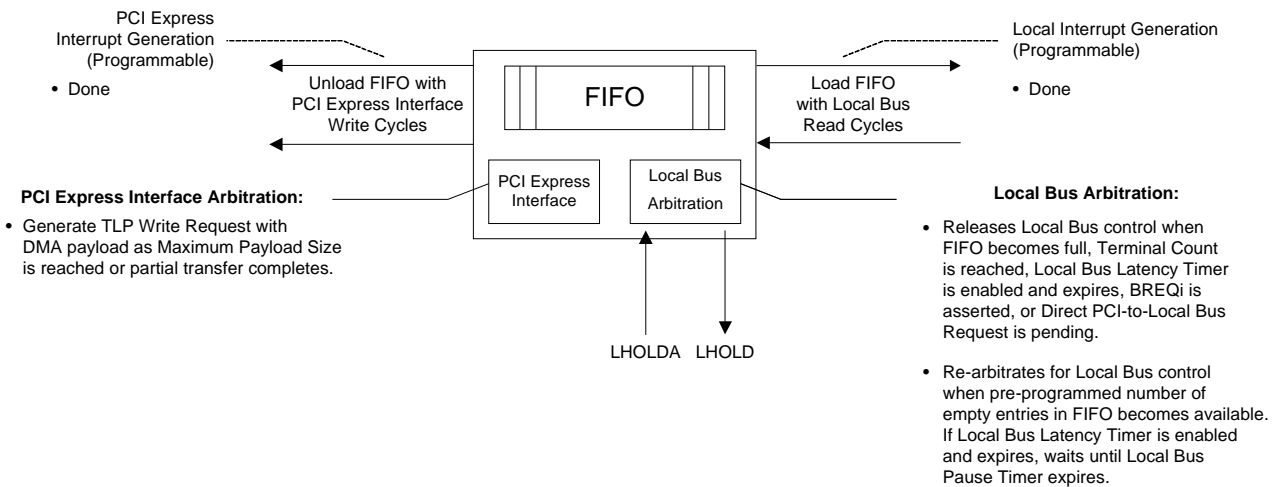 PCI Express
Interrupt Generation
(Programmable)
• Done
Unload FIFO with
PCI Express Interface
Write Cycles
FIFO
Load FIFO
with Local Bus
Read Cycles
Local Interrupt Generation
(Programmable)
• Done
PCI Express Interface Arbitration:
• Generate TLP Write Request with
DMA payload as Maximum Payload Size
is reached or partial transfer completes.
PCI Express
Interface
Local Bus
Arbitration
LHOLDA LHOLD
Local Bus Arbitration:
• Releases Local Bus control when
FIFO becomes full, Terminal Count
is reached, Local Bus Latency Timer
is enabled and expires, BREQi is
asserted, or Direct PCI-to-Local Bus
Request is pending.
• Re-arbitrates for Local Bus control
when pre-programmed number of
empty entries in FIFO becomes available.
If Local Bus Latency Timer is enabled
and expires, waits until Local Bus
Pause Timer expires.